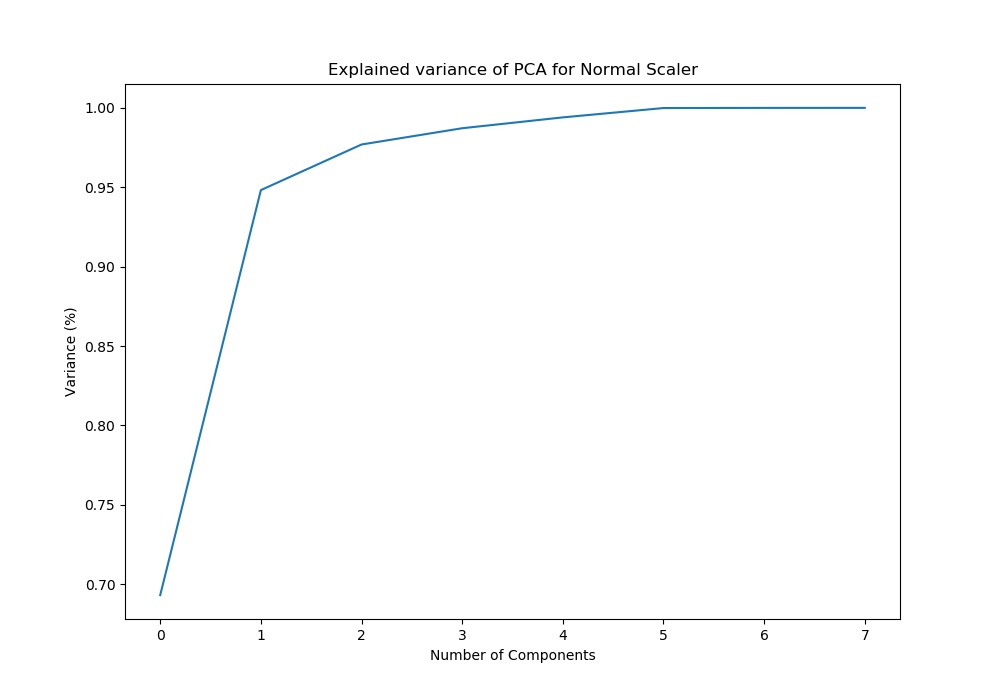 Explained variance of PCA for Normal Scaler
1.00
0.95
0.90
0.85
0.80
0.75
0.70
Variance (%)
0 1 2 3 4 5 6 7
Number of Components